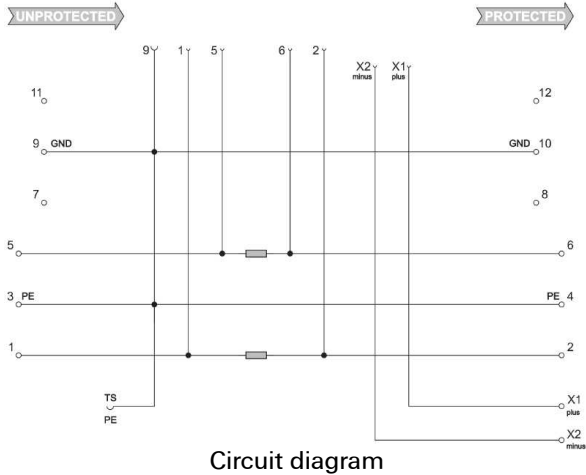 UNPROTECTED PROTECTED
9 1 5 6 2 X2 minus X1 plus
11 12
9 GND GND 10
7 8
5 6
3 PE PE 4
1 2
TS
PE
X1 plus
X2 minus
Circuit diagram